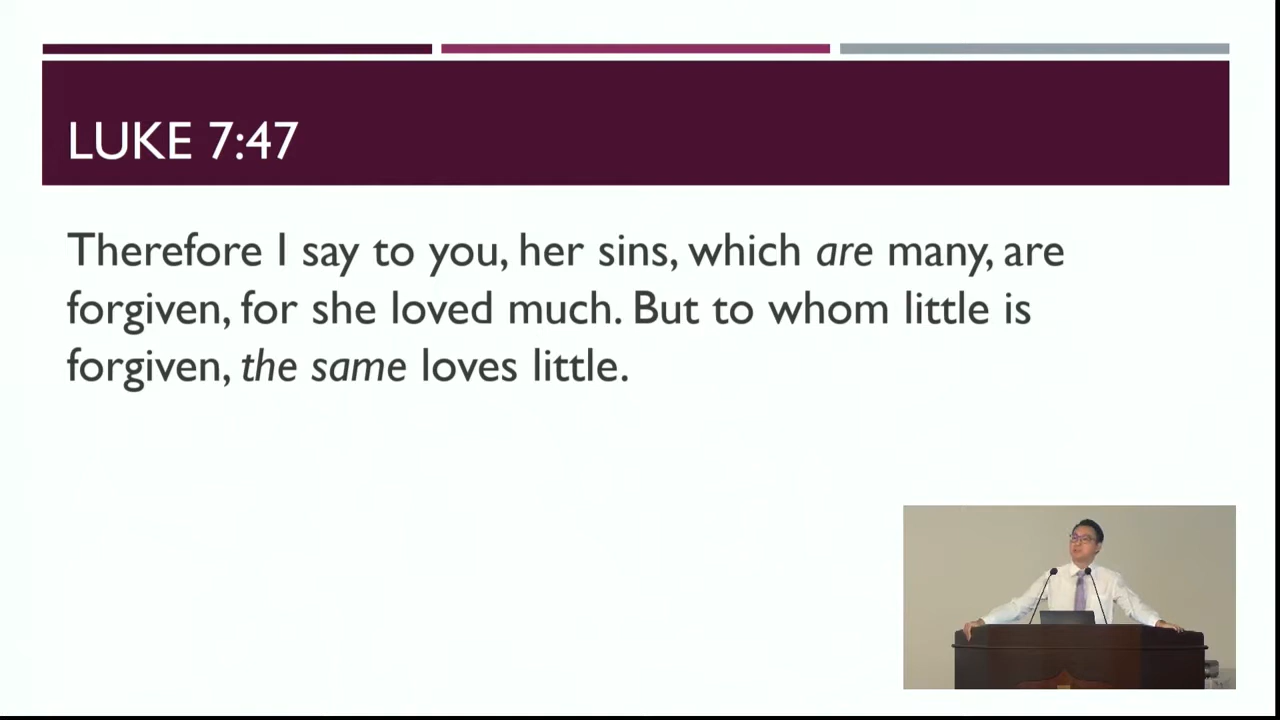 LUKE 7:47
Therefore I say to you, her sins, which are many, are
forgiven, for she loved much. But to whom little is
forgiven, the same loves little.